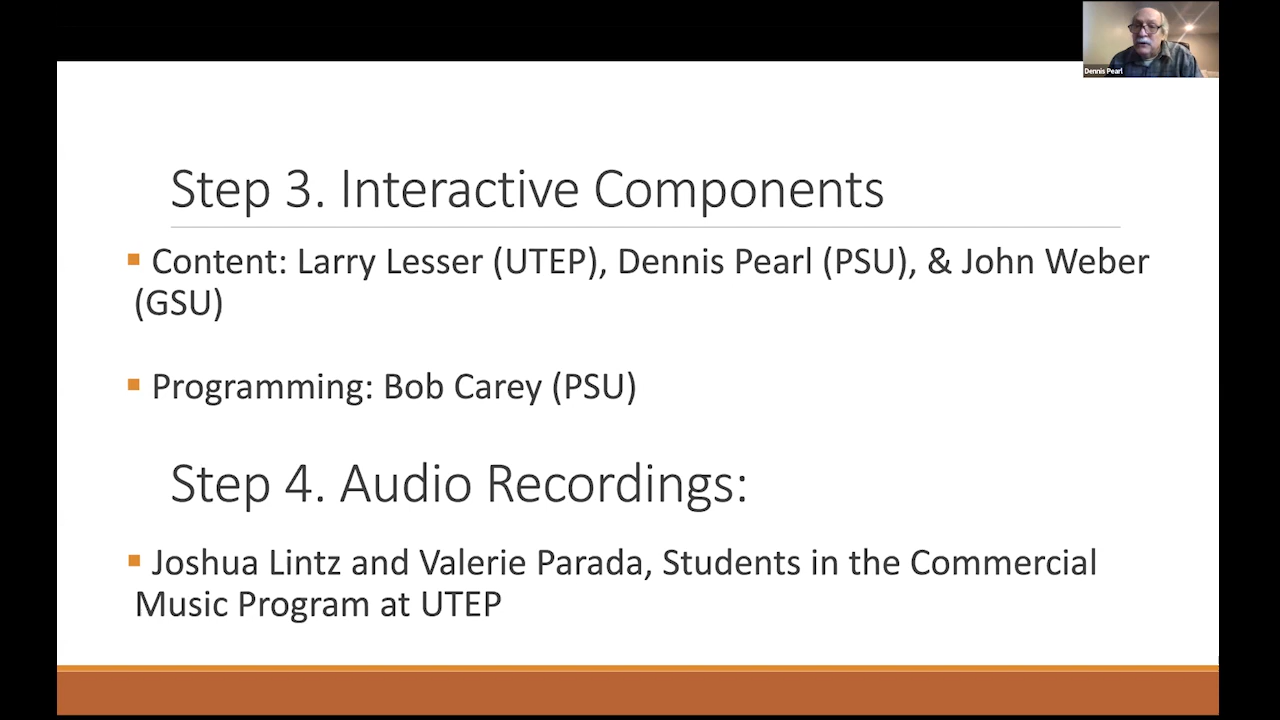 Dennis Pearl
Step 3. Interactive Components
▪ Content: Larry Lesser (UTEP), Dennis Pearl (PSU), & John Weber
(GSU)
▪ Programming: Bob Carey (PSU)
Step 4. Audio Recordings:
▪ Joshua Lintz and Valerie Parada, Students in the Commercial
Music Program at UTEP